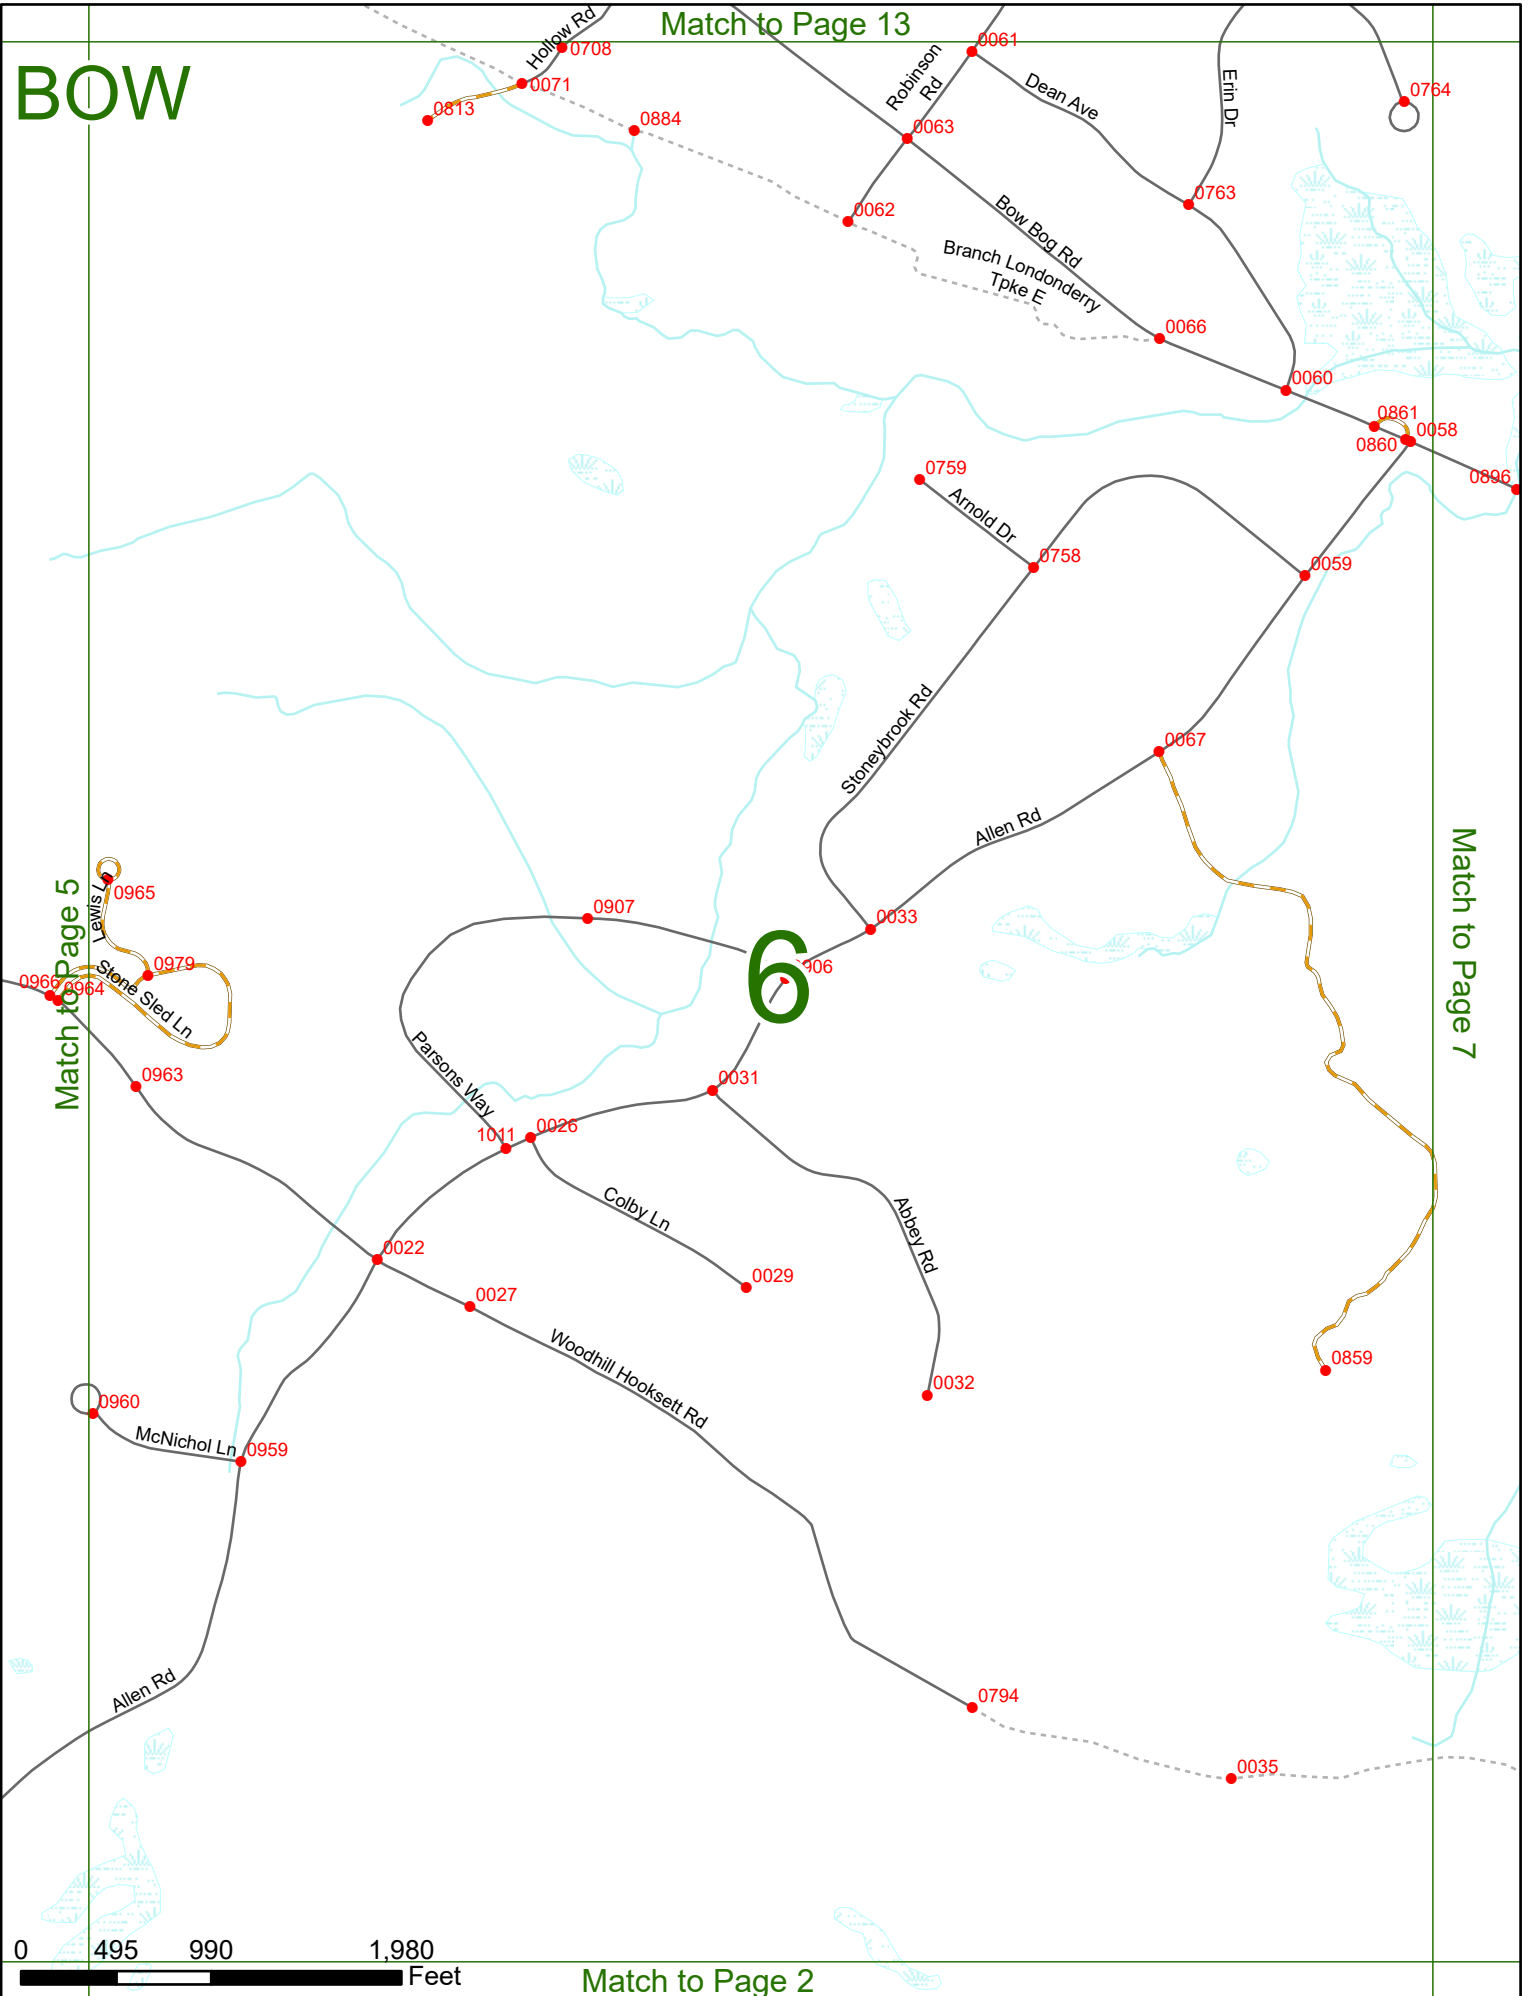 Match to Page 13
BOW
Hollow Rd
0708
0071
0813
0884
Robinson
Rd
0061
Dean Ave
Erin Dr
0764
0063
0062
0763
Bow Bog Rd
Branch Londonderry
Tpke E
0066
0060
0861
0058
0860
0896
0759
Arnold Dr
0758
0059
Stoneybrook Rd
0067
Allen Rd
Match to Page 7
Match to Page 5
0965
Lewis Ln
0907
0033
6
906
0979
0966
0964
Stone Sled Ln
0963
Parsons Way
0031
0026
1011
Colby Ln
Abbey Rd
0022
0029
0027
Woodhill Hooksett Rd
0859
0032
0960
McNichol Ln
0959
Allen Rd
0794
0035
0 495 990 1,980
Feet
Match to Page 2